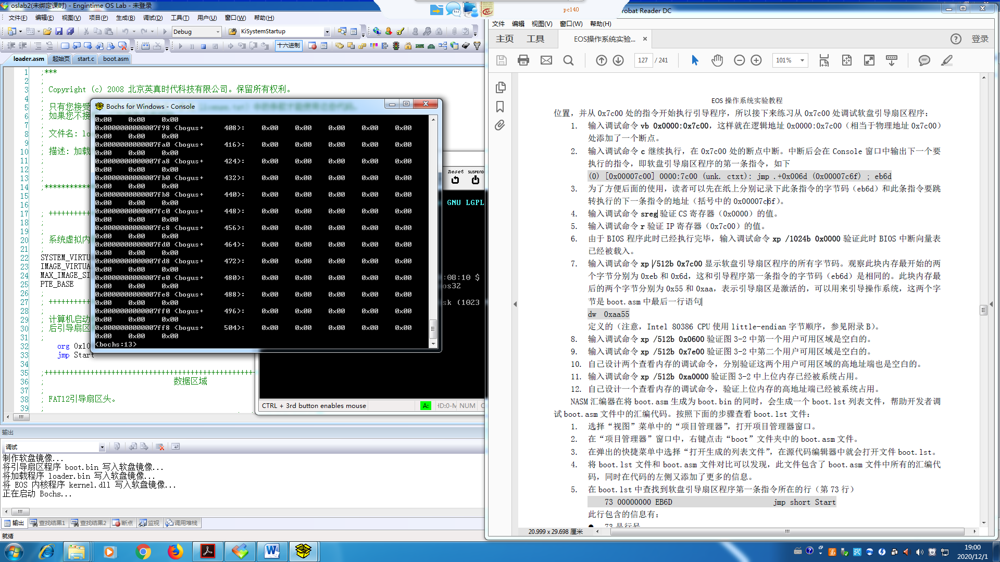 oslab2(未绑定课时) - Engintime OS Lab - 未登录
文件(F) 编辑(E) 视图(V) 项目(P) 生成(B) 调试(D) 工具(T) 用户(U) 窗口(W) 帮助(H)
Debug KiSystemStartup
十六进制
loader.asm 起始页 start.c boot.asm
1 ;***
2 ;
3 ; Copyright (c) 2008 北京英真时代科技有限公司。保留所有权利。
4 ;
5 ; 只有您接受
6 ; 如果您不接
7 ;
8 ; 文件名: lo
9 ;
10 ; 描述: 加载
11 ;
12 ;
13 ;
14 ;*************
15
16
17 ; ++++++++++
18 ;
19 ;
20 ; 系统虚拟内
21 ;
22 SYSTEM_VIRTU
23 IMAGE_VIRTUA
24 MAX_IMAGE_SI
25 PTE_BASE
26 ;
27 ; ++++++++++
28 ;
29 ; 计算机启动
30 ; 后引导扇区
31 ;
32 org 0x10
33 jmp Start
34
35 ;++++++++++++++++++++++++++++++++++++++++++++++++++
36 ; 数据区域
37 ;
38 ; FAT12引导扇区头。
39 ;
Bochs for Windows - Console
0x00 0x00 0x00
0x0000000000007f98 <bogus+ 408>: 0x00 0x00 0x00 0x00 0x00
0x00 0x00 0x00
0x0000000000007fa0 <bogus+ 416>: 0x00 0x00 0x00 0x00 0x00
0x00 0x00 0x00
0x0000000000007fa8 <bogus+ 424>: 0x00 0x00 0x00 0x00 0x00
0x00 0x00 0x00
0x0000000000007fb0 <bogus+ 432>: 0x00 0x00 0x00 0x00 0x00
0x00 0x00 0x00
0x0000000000007fb8 <bogus+ 440>: 0x00 0x00 0x00 0x00 0x00
0x00 0x00 0x00
0x0000000000007fc0 <bogus+ 448>: 0x00 0x00 0x00 0x00 0x00
0x00 0x00 0x00
0x0000000000007fc8 <bogus+ 456>: 0x00 0x00 0x00 0x00 0x00
0x00 0x00 0x00
0x0000000000007fd0 <bogus+ 464>: 0x00 0x00 0x00 0x00 0x00
0x00 0x00 0x00
0x0000000000007fd8 <bogus+ 472>: 0x00 0x00 0x00 0x00 0x00
0x00 0x00 0x00
0x0000000000007fe0 <bogus+ 480>: 0x00 0x00 0x00 0x00 0x00
0x00 0x00 0x00
0x0000000000007fe8 <bogus+ 488>: 0x00 0x00 0x00 0x00 0x00
0x00 0x00 0x00
0x0000000000007ff0 <bogus+ 496>: 0x00 0x00 0x00 0x00 0x00
0x00 0x00 0x00
0x0000000000007ff8 <bogus+ 504>: 0x00 0x00 0x00 0x00 0x00
0x00 0x00 0x00
<bochs:13>
Reset SUSPEND
GNU LGPL
:08:10 $
os32
sk (1023
CTRL + 3rd button enables mouse A: HD:0-M NUM
输出
调试
制作软盘镜像...
将引导扇区程序 boot.bin 写入软盘镜像...
将加载程序 loader.bin 写入软盘镜像...
将 EOS 内核程序 kernel.dll 写入软盘镜像...
正在启动 Bochs...
输出 查找结果1 查找结果2 断点 监视 调用堆栈
就绪
pc140
robat Reader DC
文件 编辑 视图(V) 窗口(W) 帮助(H)
主页 工具 EOS操作系统实验... × 登录
127 / 241 101%
EOS 操作系统实验教程
位置，并从 0x7c00 处的指令开始执行引导程序，所以接下来练习从 0x7c00 处调试软盘引导扇区程序：
1. 输入调试命令 vb 0x0000:0x7c00，这样就在逻辑地址 0x0000:0x7c00（相当于物理地址 0x7c00）
处添加了一个断点。
2. 输入调试命令 c 继续执行，在 0x7c00 处的断点中断。中断后会在 Console 窗口中输出下一个要
执行的指令，即软盘引导扇区程序的第一条指令，如下
(0) [0x00007c00] 0000:7c00 (unk. ctxt): jmp .+0x006d (0x00007c6f) ; eb6d
3. 为了方便后面的使用，读者可以先在纸上分别记录下此条指令的字节码（eb6d）和此条指令要跳
转执行的下一条指令的地址（括号中的 0x00007c6f）。
4. 输入调试命令 sreg 验证 CS 寄存器（0x0000）的值。
5. 输入调试命令 r 验证 IP 寄存器（0x7c00）的值。
6. 由于 BIOS 程序此时已经执行完毕，输入调试命令 xp /1024b 0x0000 验证此时 BIOS 中断向量表
已经被载入。
7. 输入调试命令 xp /512b 0x7c00 显示软盘引导扇区程序的所有字节码。观察此块内存最开始的两
个字节分别为 0xeb 和 0x6d，这和引导程序第一条指令的字节码（eb6d）是相同的。此块内存最
后的两个字节分别为 0x55 和 0xaa，表示引导扇区是激活的，可以用来引导操作系统，这两个字
节是 boot.asm 中最后一行语句
dw 0xaa55
定义的（注意，Intel 80386 CPU 使用 little-endian 字节顺序，参见附录 B）。
8. 输入调试命令 xp /512b 0x0600 验证图 3-2 中第一个用户可用区域是空白的。
9. 输入调试命令 xp /512b 0x7e00 验证图 3-2 中第二个用户可用区域是空白的。
10. 自己设计两个查看内存的调试命令，分别验证这两个用户可用区域的高地址端也是空白的。
11. 输入调试命令 xp /512b 0xa0000 验证图 3-2 中上位内存已经被系统占用。
12. 自己设计一个查看内存的调试命令，验证上位内存的高地址端已经被系统占用。
NASM 汇编器在将 boot.asm 生成为 boot.bin 的同时，会生成一个 boot.lst 列表文件，帮助开发者调
试 boot.asm 文件中的汇编代码。按照下面的步骤查看 boot.lst 文件：
1. 选择“视图”菜单中的“项目管理器”，打开项目管理器窗口。
2. 在“项目管理器”窗口中，右键点击“boot”文件夹中的 boot.asm 文件。
3. 在弹出的快捷菜单中选择“打开生成的列表文件”，在源代码编辑器中就会打开文件 boot.lst。
4. 将 boot.lst 文件和 boot.asm 文件对比可以发现，此文件包含了 boot.asm 文件中所有的汇编代
码，同时在代码的左侧又添加了更多的信息。
5. 在 boot.lst 中查找到软盘引导扇区程序第一条指令所在的行（第 73 行）
73 00000000 EB6D jmp short Start
此行包含的信息有：
● 73 是行号
20.999 x 29.698 厘米
19:00
2020/12/1